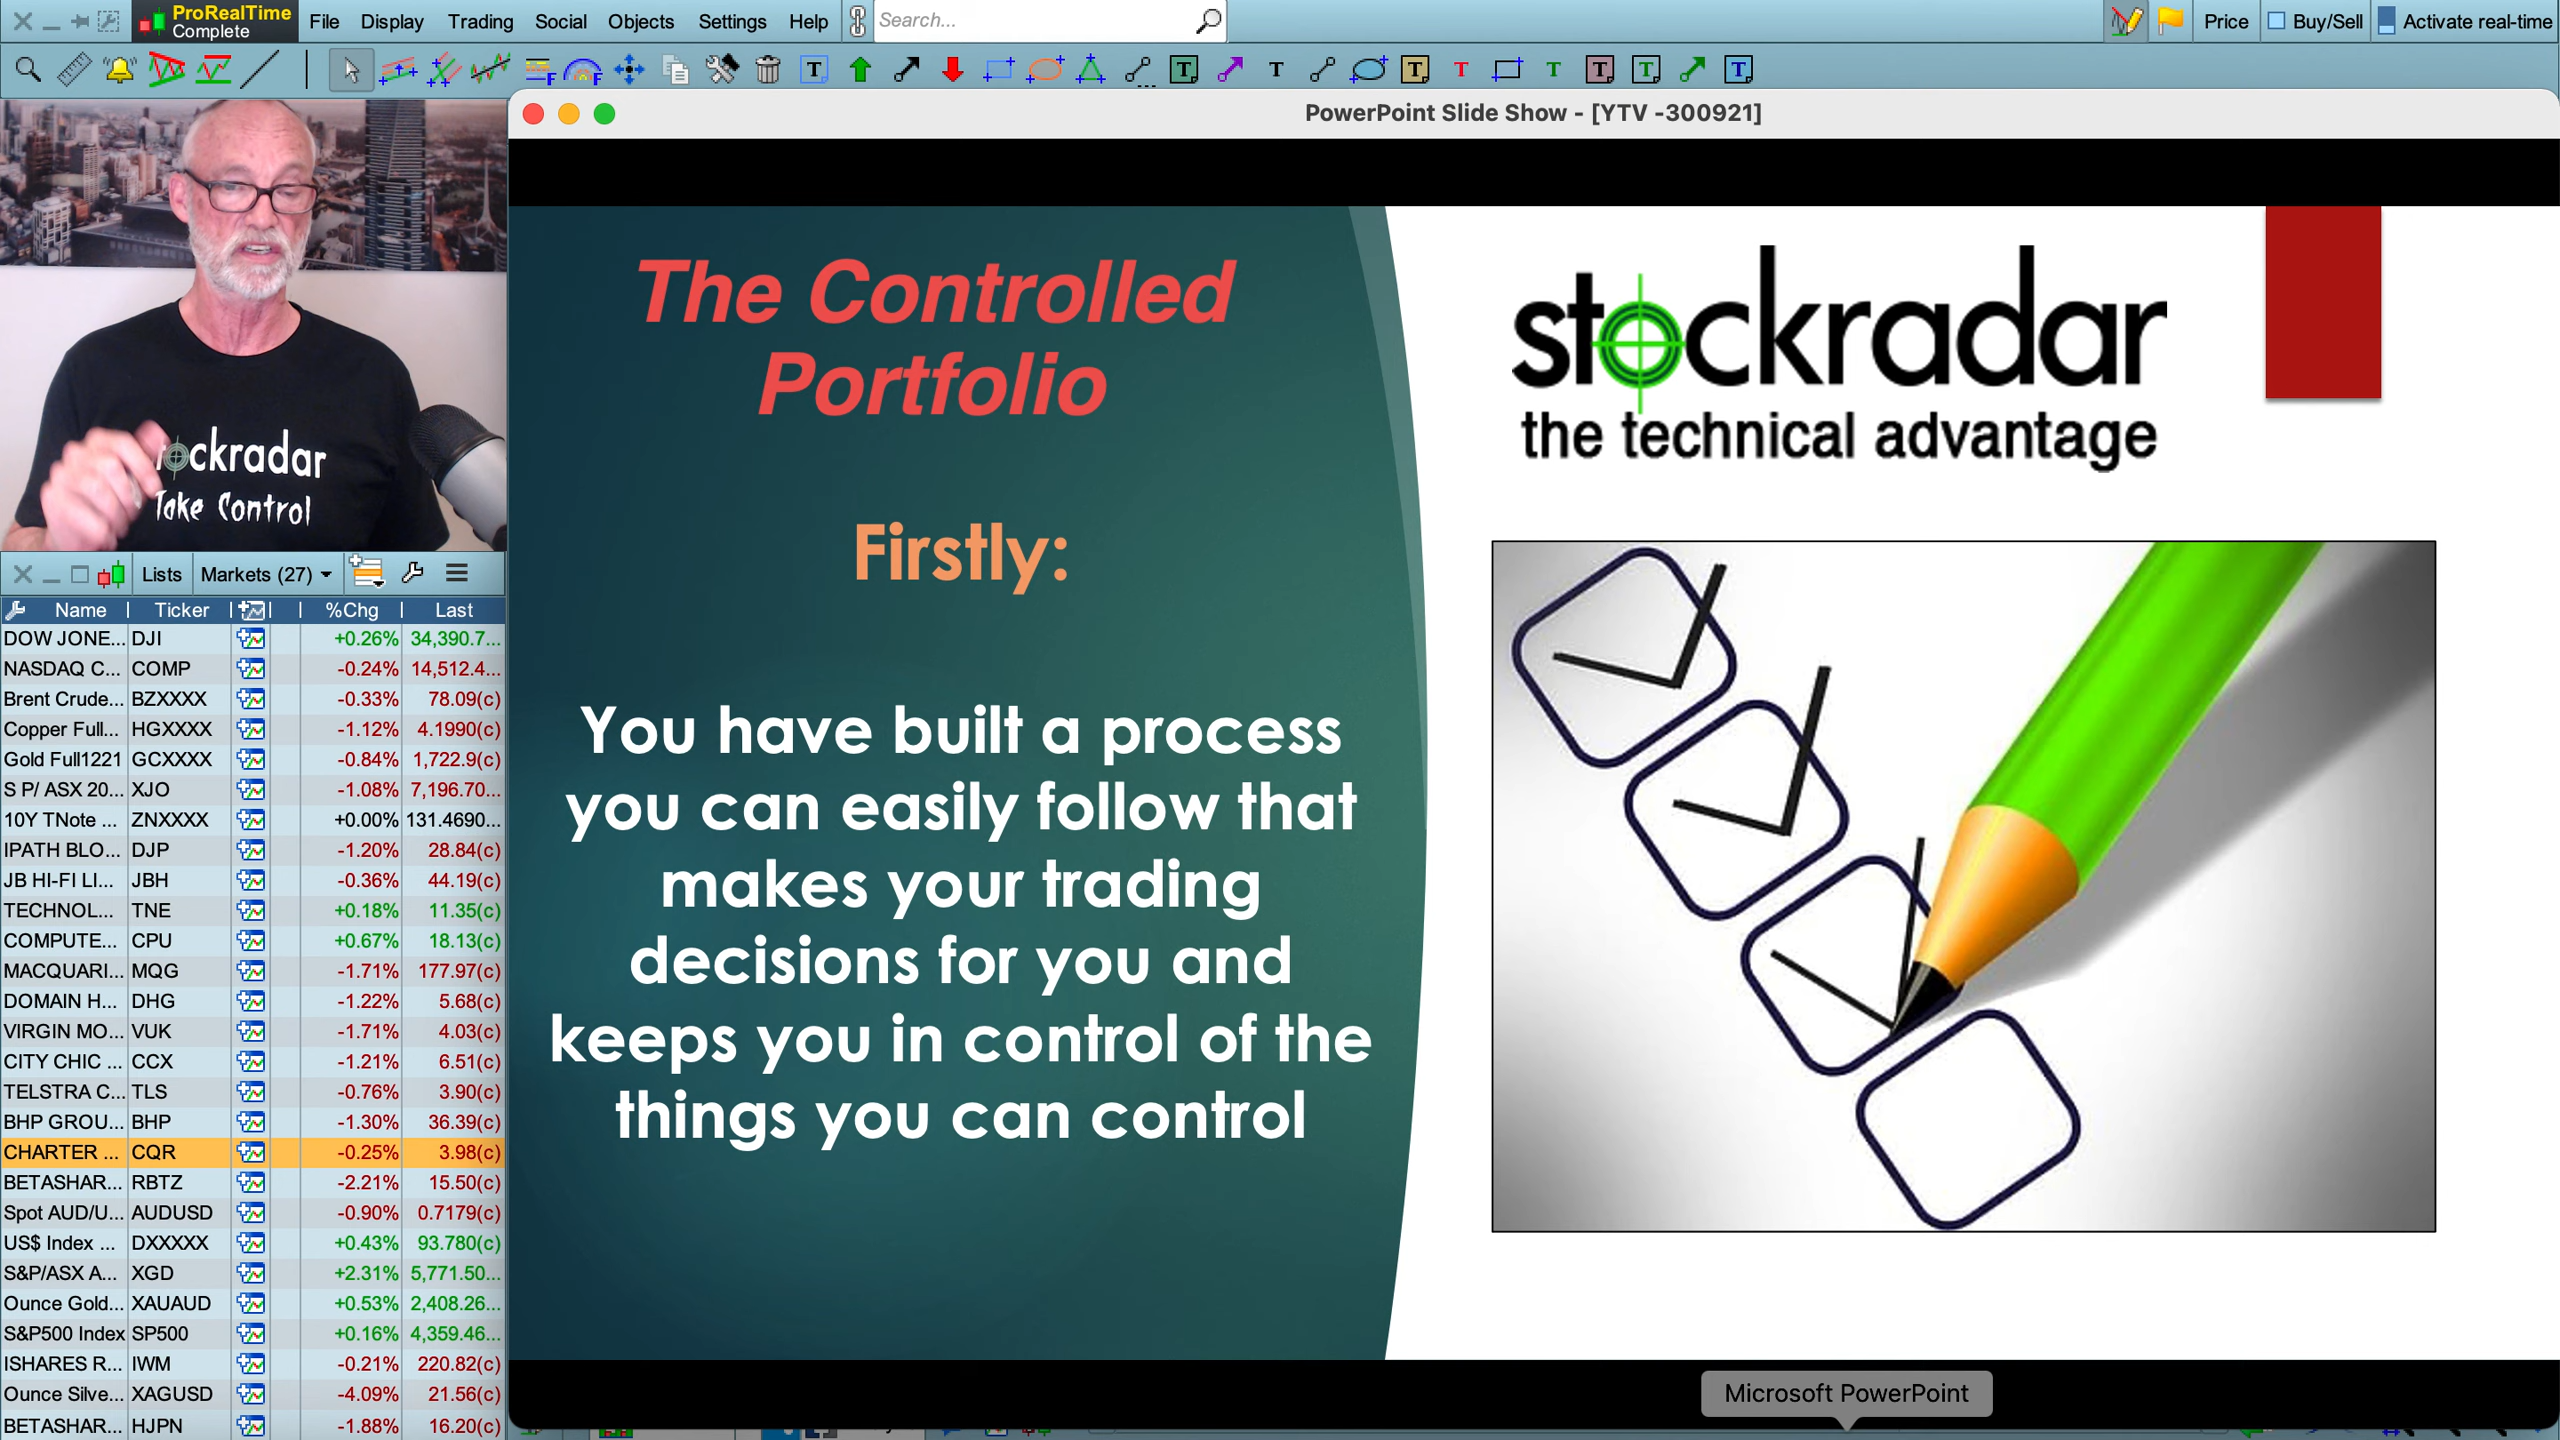 ProRealTime
Complete
File Display Trading Social Objects Settings Help
Search...
Price Buy/Sell Activate real-time
PowerPoint Slide Show - [YTV -300921]
ckradar
Take Control
The Controlled
Portfolio
Firstly:
You have built a process
you can easily follow that
makes your trading
decisions for you and
keeps you in control of the
things you can control
stockradar
the technical advantage
Lists Markets (27)
Name Ticker %Chg Last
DOW JONE... DJI +0.26% 34,390.7...
NASDAQ C... COMP -0.24% 14,512.4...
Brent Crude... BZXXXX -0.33% 78.09(c)
Copper Full... HGXXXX -1.12% 4.1990(c)
Gold Full1221 GCXXXX -0.84% 1,722.9(c)
S P/ ASX 20... XJO -1.08% 7,196.70...
10Y TNote ... ZNXXXX +0.00% 131.4690...
IPATH BLO... DJP -1.20% 28.84(c)
JB HI-FI LI... JBH -0.36% 44.19(c)
TECHNOL... TNE +0.18% 11.35(c)
COMPUTE... CPU +0.67% 18.13(c)
MACQUARI... MQG -1.71% 177.97(c)
DOMAIN H... DHG -1.22% 5.68(c)
VIRGIN MO... VUK -1.71% 4.03(c)
CITY CHIC ... CCX -1.21% 6.51(c)
TELSTRA C... TLS -0.76% 3.90(c)
BHP GROU... BHP -1.30% 36.39(c)
CHARTER ... CQR -0.25% 3.98(c)
BETASHAR... RBTZ -2.21% 15.50(c)
Spot AUD/U... AUDUSD -0.90% 0.7179(c)
US$ Index ... DXXXXX +0.43% 93.780(c)
S&P/ASX A... XGD +2.31% 5,771.50...
Ounce Gold... XAUAUD +0.53% 2,408.26...
S&P500 Index SP500 +0.16% 4,359.46...
ISHARES R... IWM -0.21% 220.82(c)
Ounce Silve... XAGUSD -4.09% 21.56(c)
BETASHAR... HJPN -1.88% 16.20(c)
Microsoft PowerPoint